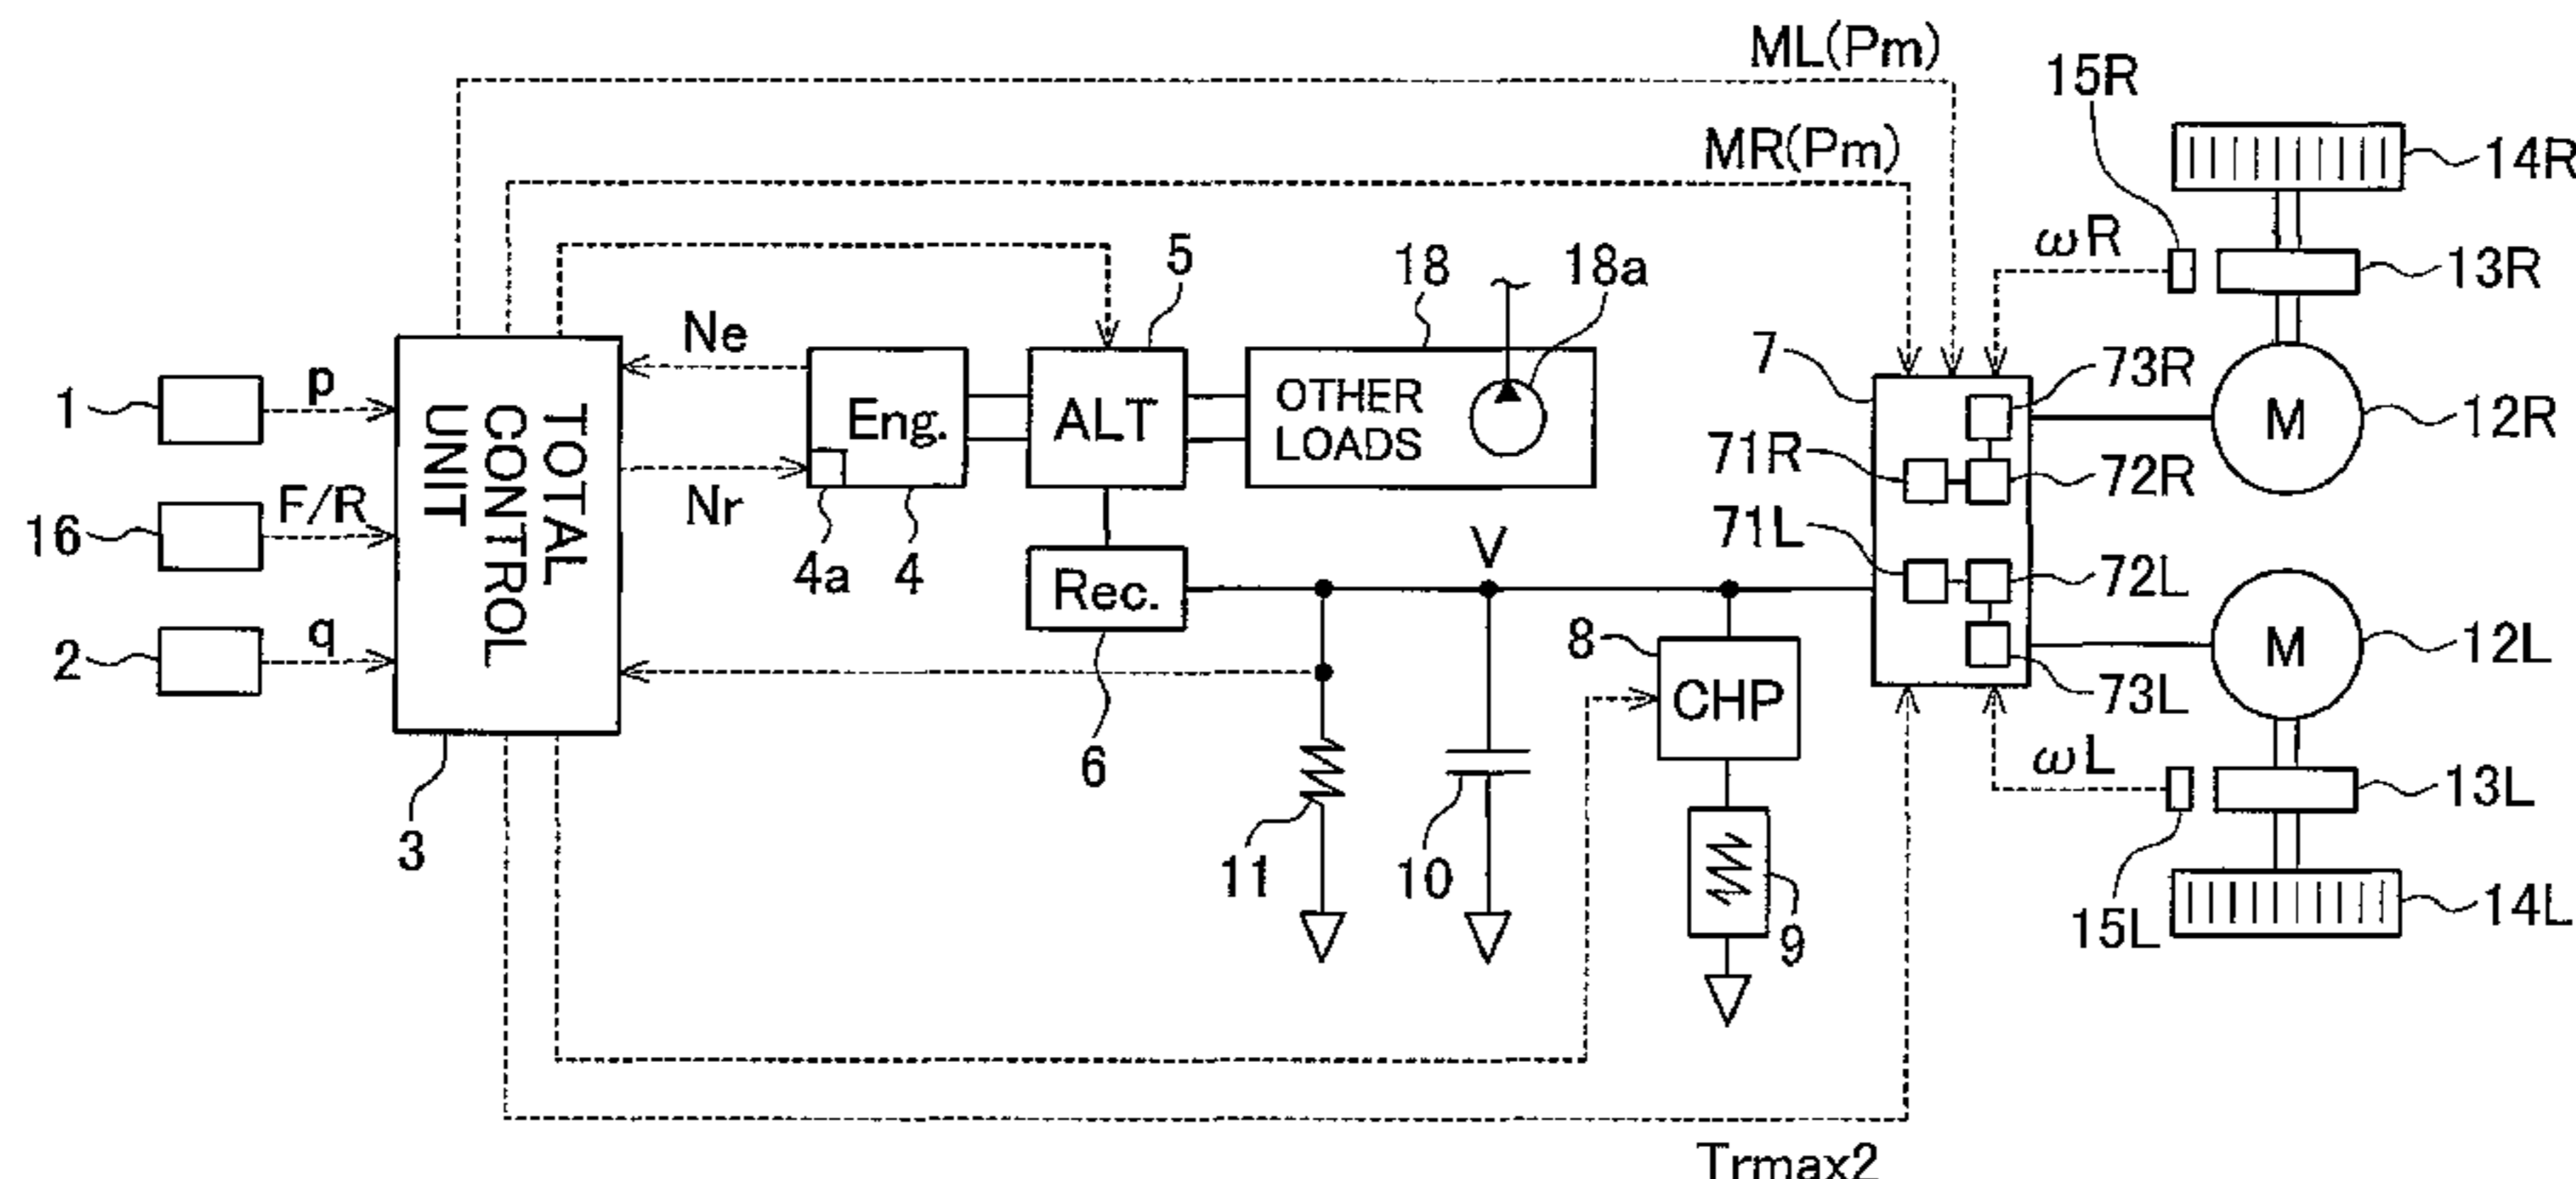 ML(Pm)
15R
MR(Pm)
14R
5
ωR
18
18a
13R
Ne
7
73R
1
p
TOTAL
CONTROL
UNIT
Eng.
ALT
OTHER
LOADS
M
12R
71R
72R
16
F/R
Nr
71L
V
4a
4
Rec.
72L
8
2
q
M
12L
CHP
73L
6
ωL
3
11
10
13L
9
15L
14L
Trmax2